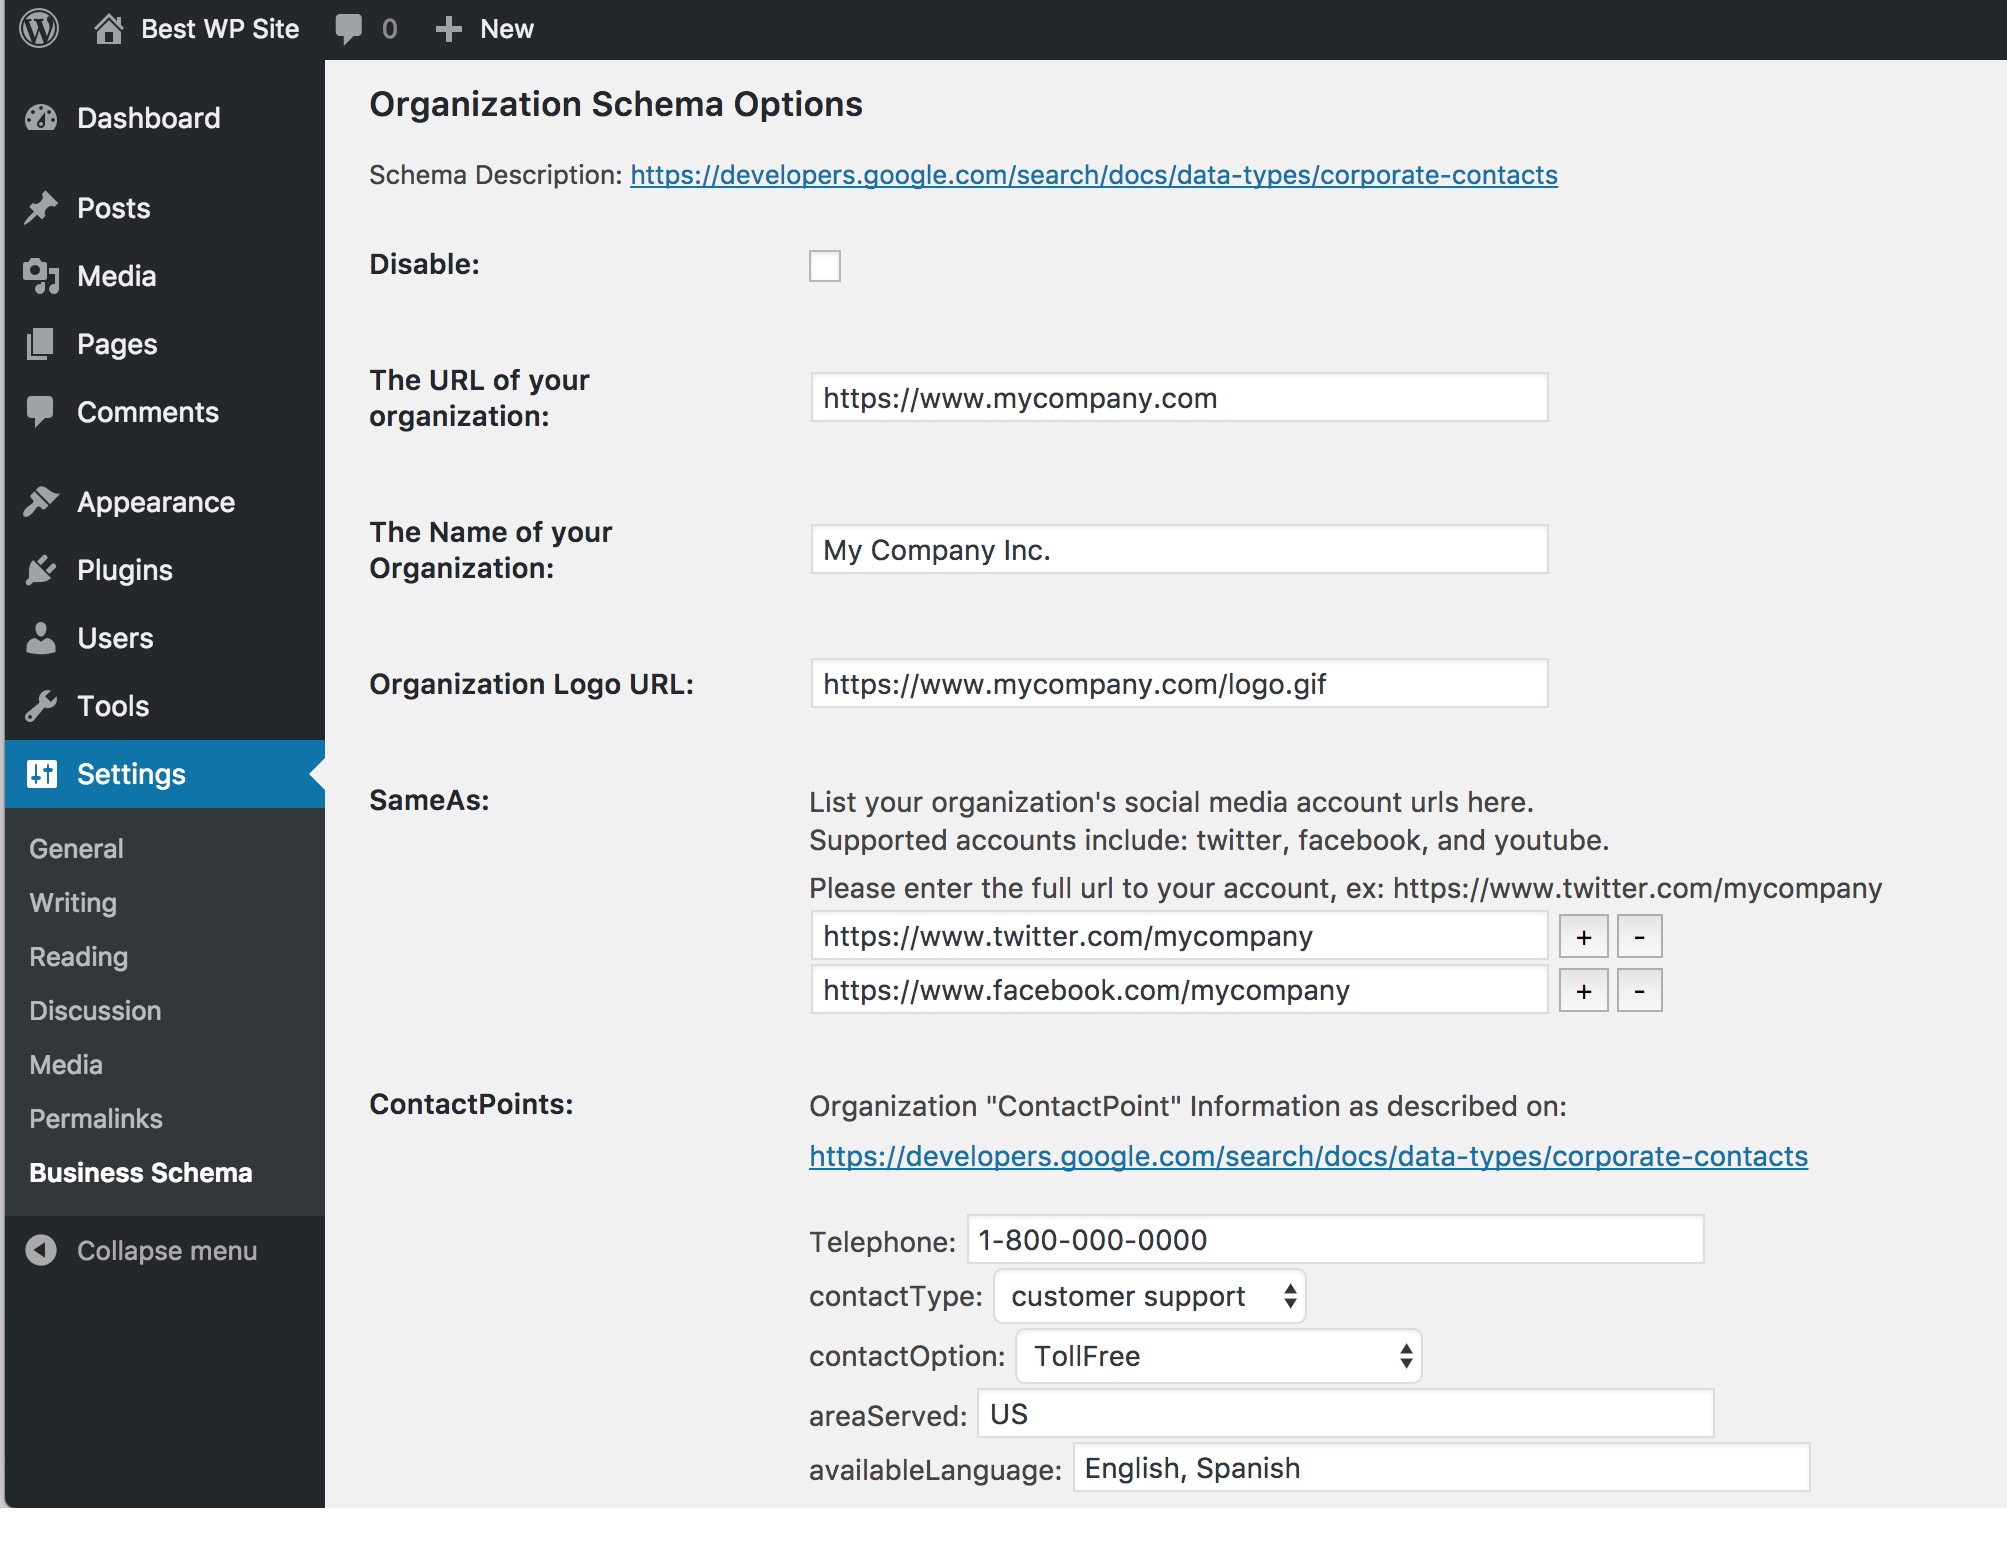 Best WP Site 0 New
Dashboard
Posts
Media
Pages
Comments
Appearance
Plugins
Users
Tools
Settings
General
Writing
Reading
Discussion
Media
Permalinks
Business Schema
Collapse menu
Organization Schema Options
Schema Description: https://developers.google.com/search/docs/data-types/corporate-contacts
Disable:
The URL of your
organization:
https://www.mycompany.com
The Name of your
Organization:
My Company Inc.
Organization Logo URL:
https://www.mycompany.com/logo.gif
SameAs:
List your organization's social media account urls here.
Supported accounts include: twitter, facebook, and youtube.
Please enter the full url to your account, ex: https://www.twitter.com/mycompany
https://www.twitter.com/mycompany + -
https://www.facebook.com/mycompany + -
ContactPoints:
Organization "ContactPoint" Information as described on:
https://developers.google.com/search/docs/data-types/corporate-contacts
Telephone: 1-800-000-0000
contactType: customer support
contactOption: TollFree
areaServed: US
availableLanguage: English, Spanish